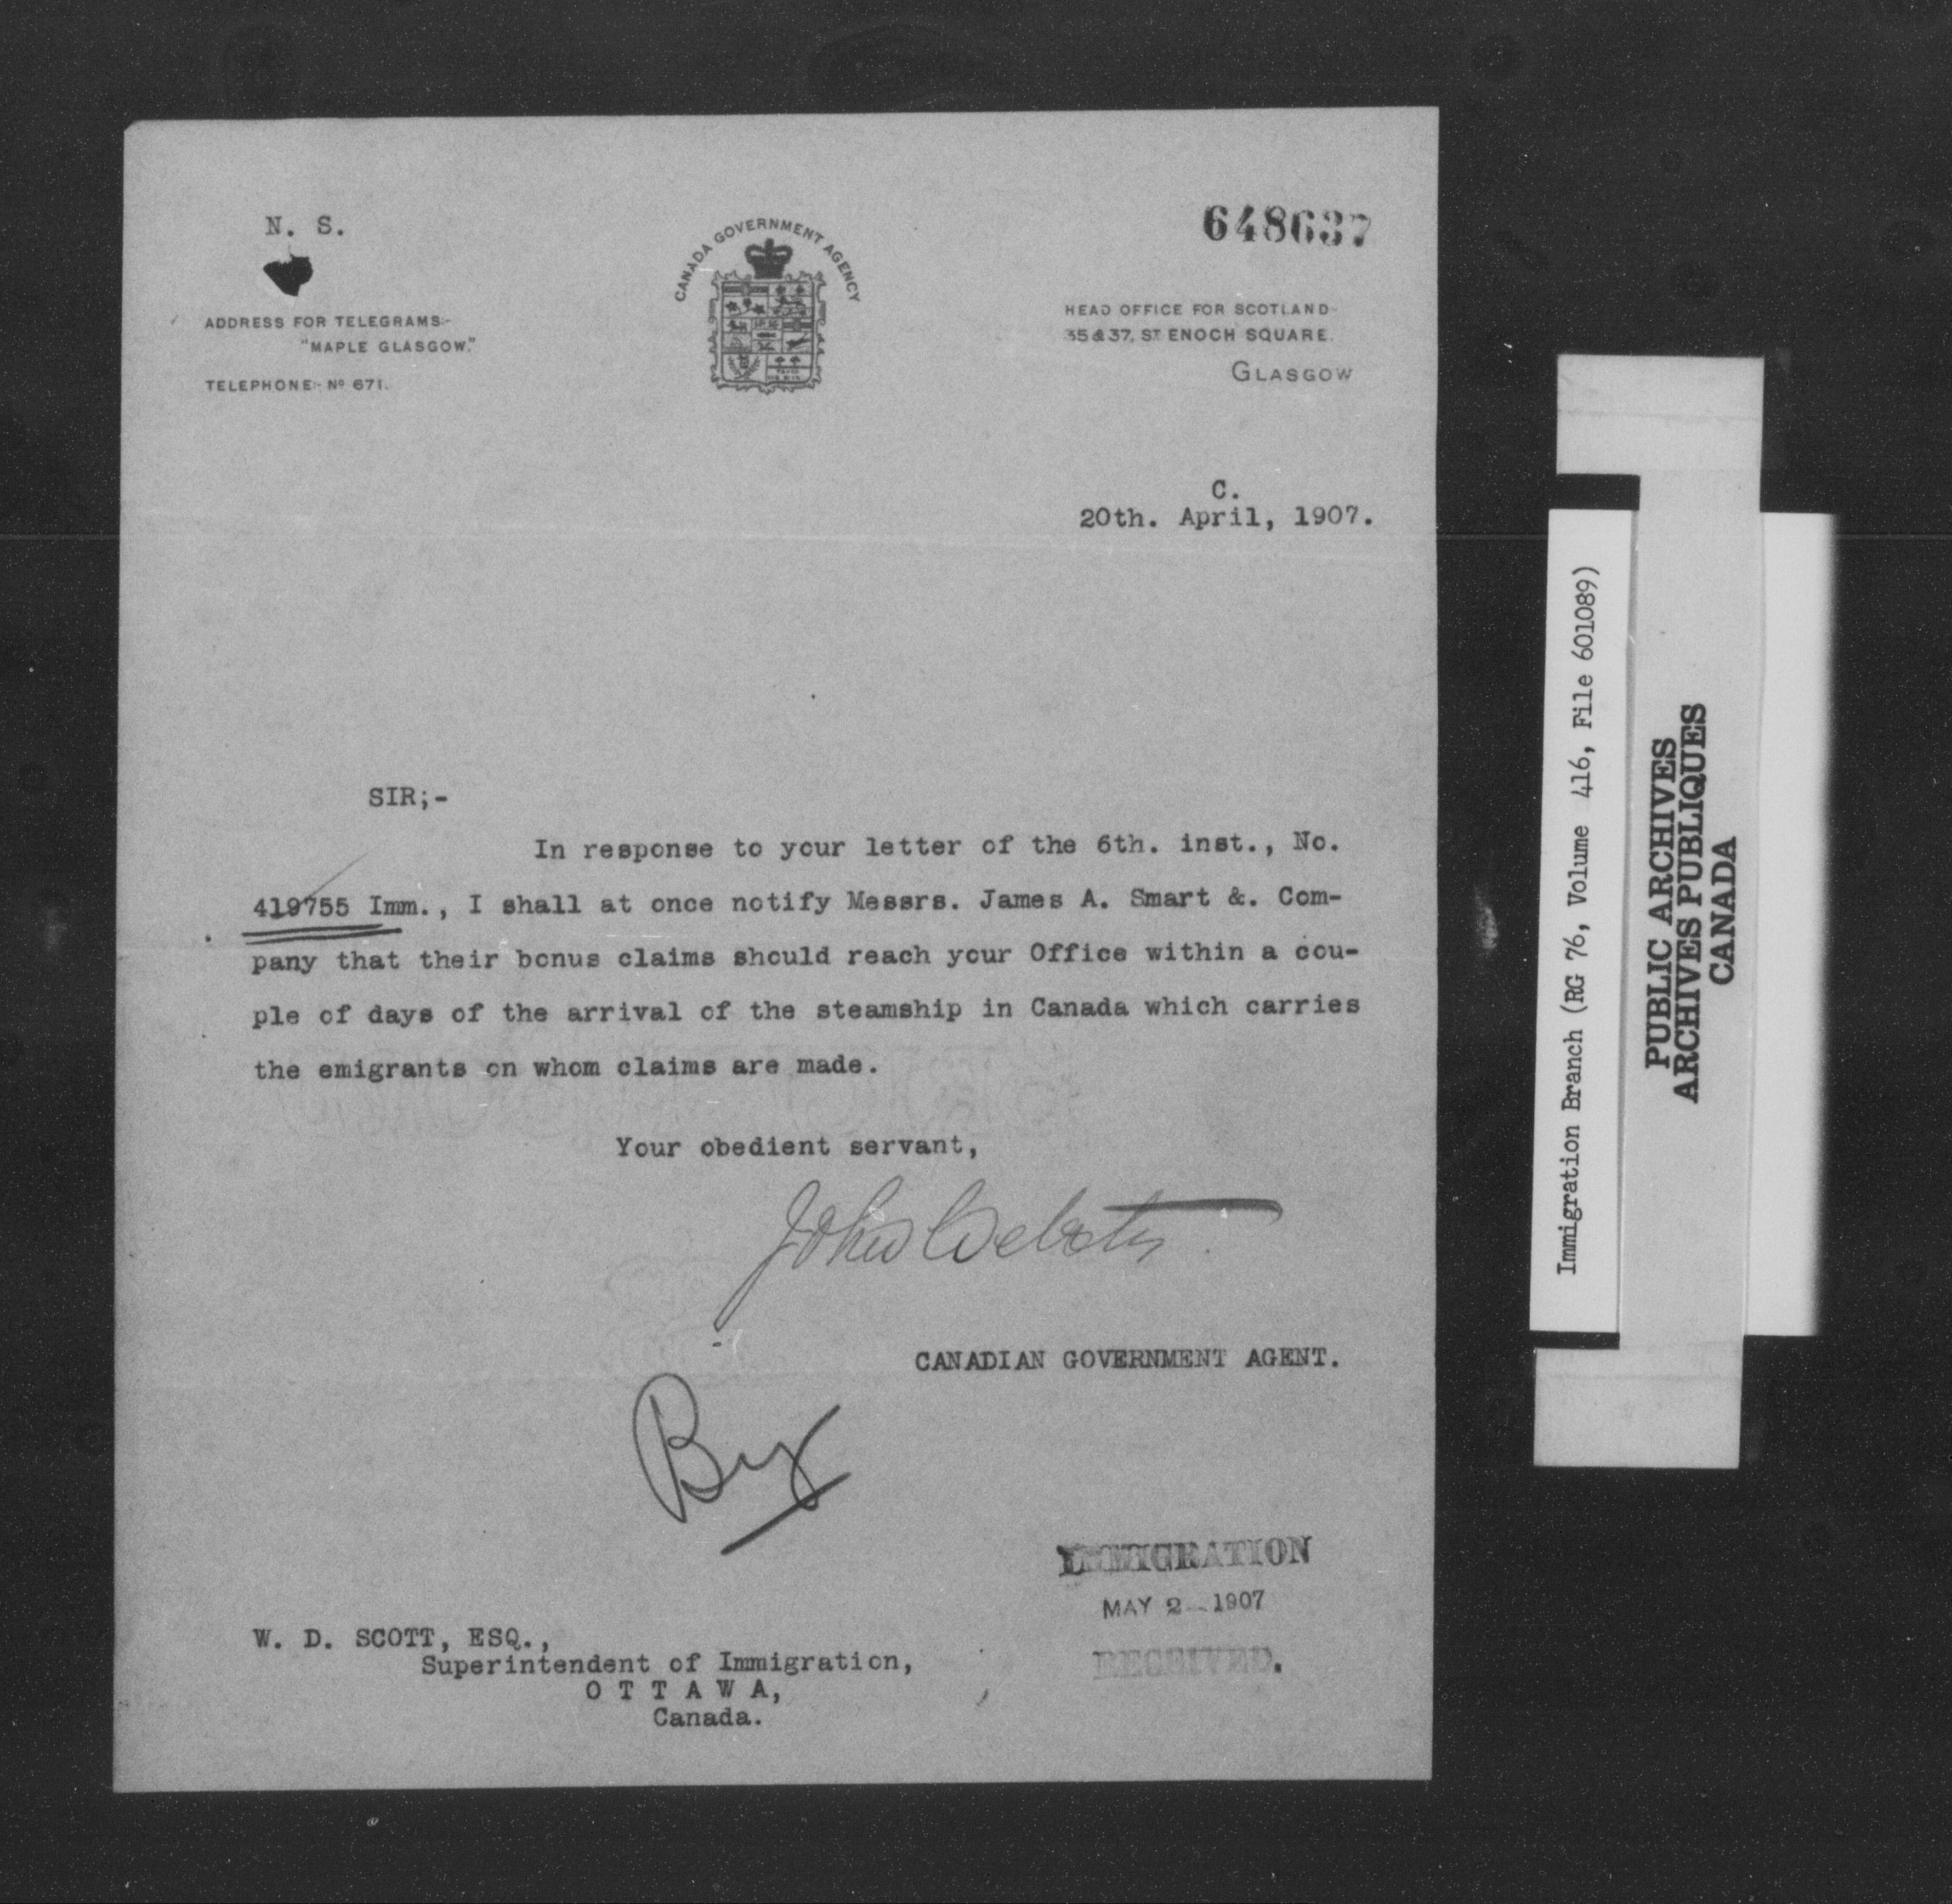 N. S.
648637
CANADA GOVERNMENT AGENCY
ADDRESS FOR TELEGRAMS:-
"MAPLE GLASGOW."
TELEPHONE:- No 671.
HEAD OFFICE FOR SCOTLAND
35 & 37, ST ENOCH SQUARE.
GLASGOW
C.
20th. April, 1907.
SIR;-
In response to your letter of the 6th. inst., No.
419755 Imm., I shall at once notify Messrs. James A. Smart &. Com-
pany that their bonus claims should reach your Office within a cou-
ple of days of the arrival of the steamship in Canada which carries
the emigrants on whom claims are made.
Your obedient servant,
John Webster
CANADIAN GOVERNMENT AGENT.
IMMIGRATION
MAY 2 1907
RECEIVED.
W. D. SCOTT, ESQ.,
Superintendent of Immigration,
O T T A W A,
Canada.
Immigration Branch (RG 76, Volume 416, File 601089)
PUBLIC ARCHIVES
ARCHIVES PUBLIQUES
CANADA